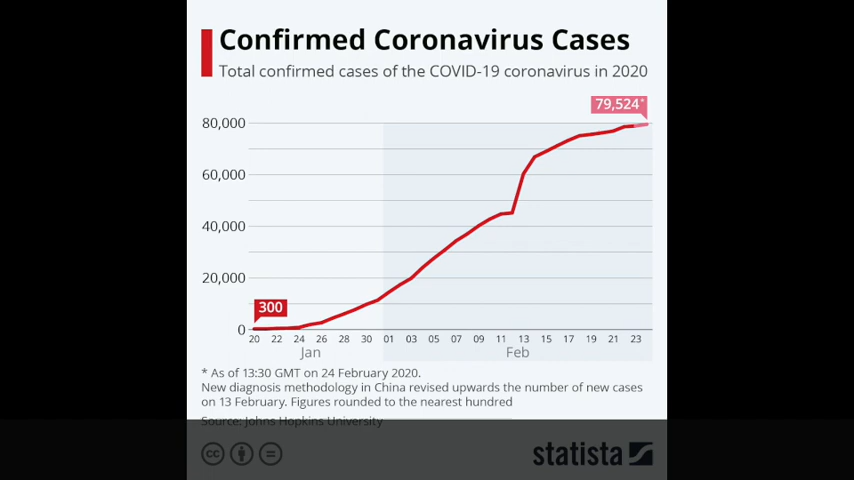 Confirmed Coronavirus Cases
Total confirmed cases of the COVID-19 coronavirus in 2020
79,524*
80,000
60,000
40,000
20,000
300
0
20 22 24 26 28 30 01 03 05 07 09 11 13 15 17 19 21 23
Jan Feb
* As of 13:30 GMT on 24 February 2020.
New diagnosis methodology in China revised upwards the number of new cases
on 13 February. Figures rounded to the nearest hundred
Source: Johns Hopkins University
cc
statista